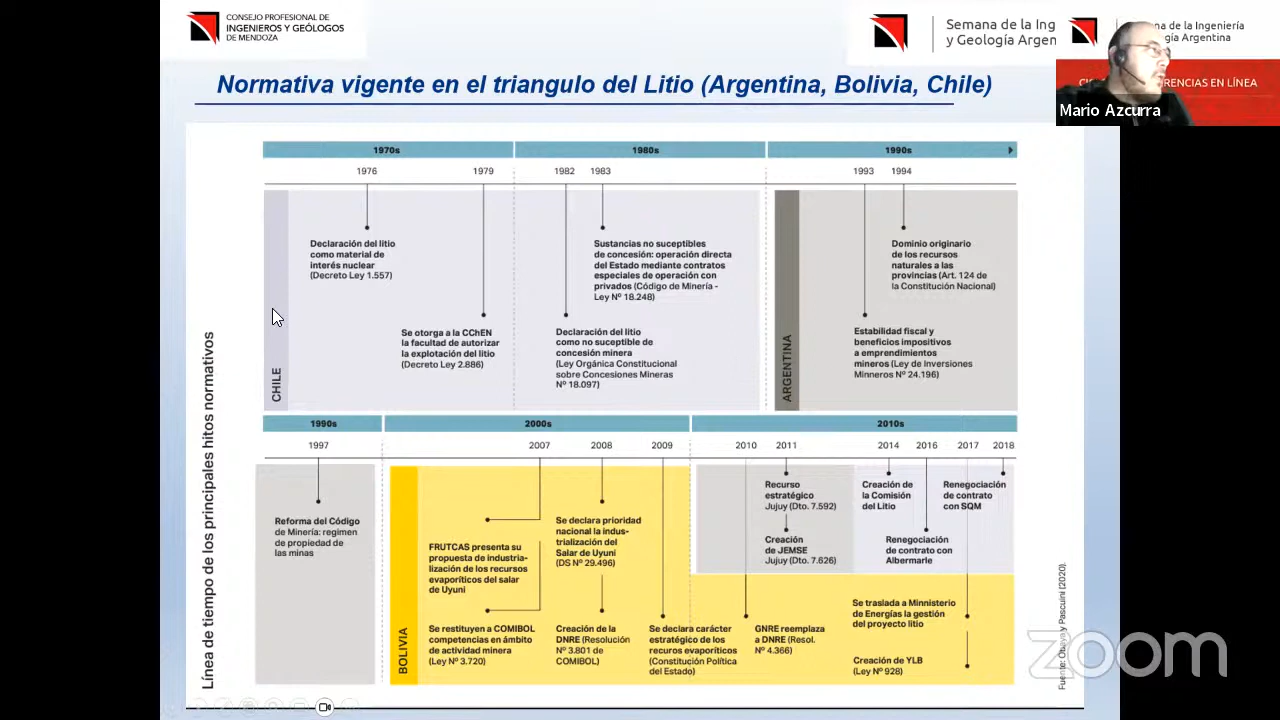 CONSEJO PROFESIONAL DE
INGENIEROS Y GEÓLOGOS
DE MENDOZA
Semana de la Ing
y Geología Argen
na de la Ingeniería
gía Argentina
ERENCIAS EN LÍNEA
Mario Azcurra
Normativa vigente en el triangulo del Litio (Argentina, Bolivia, Chile)
Línea de tiempo de los principales hitos normativos
1970s
1980s
1990s
1976
1979
1982
1983
1993
1994
CHILE
Declaración del litio
como material de
interés nuclear
(Decreto Ley 1.557)
Se otorga a la CChEN
la facultad de autorizar
la explotación del litio
(Decreto Ley 2.886)
Sustancias no suceptibles
de concesión: operación directa
del Estado mediante contratos
especiales de operación con
privados (Código de Minería -
Ley Nº 18.248)
Declaración del litio
como no suceptible de
concesión minera
(Ley Orgánica Constitucional
sobre Concesiones Mineras
Nº 18.097)
ARGENTINA
Dominio originario
de los recursos
naturales a las
provincias (Art. 124 de
la Constitución Nacional)
Estabilidad fiscal y
beneficios impositivos
a emprendimientos
mineros (Ley de Inversiones
Minneros Nº 24.196)
1990s
2000s
2010s
1997
2007
2008
2009
2010
2011
2014
2016
2017
2018
Reforma del Código
de Minería: regimen
de propiedad de
las minas
BOLIVIA
FRUTCAS presenta su
propuesta de industria-
lización de los recursos
evaporíticos del salar
de Uyuni
Se restituyen a COMIBOL
competencias en ámbito
de actividad minera
(Ley Nº 3.720)
Se declara prioridad
nacional la indus-
trialización del
Salar de Uyuni
(DS Nº 29.496)
Creación de la
DNRE (Resolución
Nº 3.801 de
COMIBOL)
Se declara carácter
estratégico de los
recuros evaporíticos
(Constitución Política
del Estado)
GNRE reemplaza
a DNRE (Resol.
Nº 4.366)
Recurso
estratégico
Jujuy (Dto. 7.592)
Creación
de JEMSE
Jujuy (Dto. 7.626)
Creación de
la Comisión
del Litio
Renegociación
de contrato con
Albermarle
Renegociación
de contrato
con SQM
Se traslada a Minnisterio
de Energías la gestión
del proyecto litio
Creación de YLB
(Ley Nº 928)
Fuente: Obaya y Pascuini (2020).
zoom